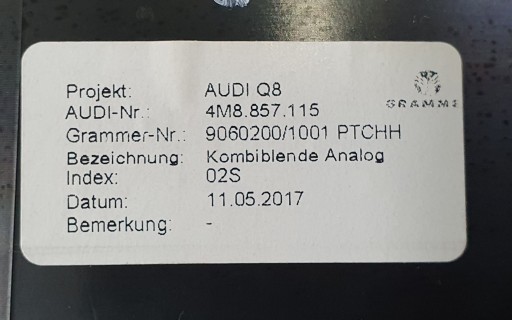 Projekt: AUDI Q8
GRAMME
AUDI-Nr.: 4M8.857.115
Grammer-Nr.: 9060200/1001 PTCHH
Bezeichnung: Kombiblende Analog
Index: 02S
Datum: 11.05.2017
Bemerkung: -